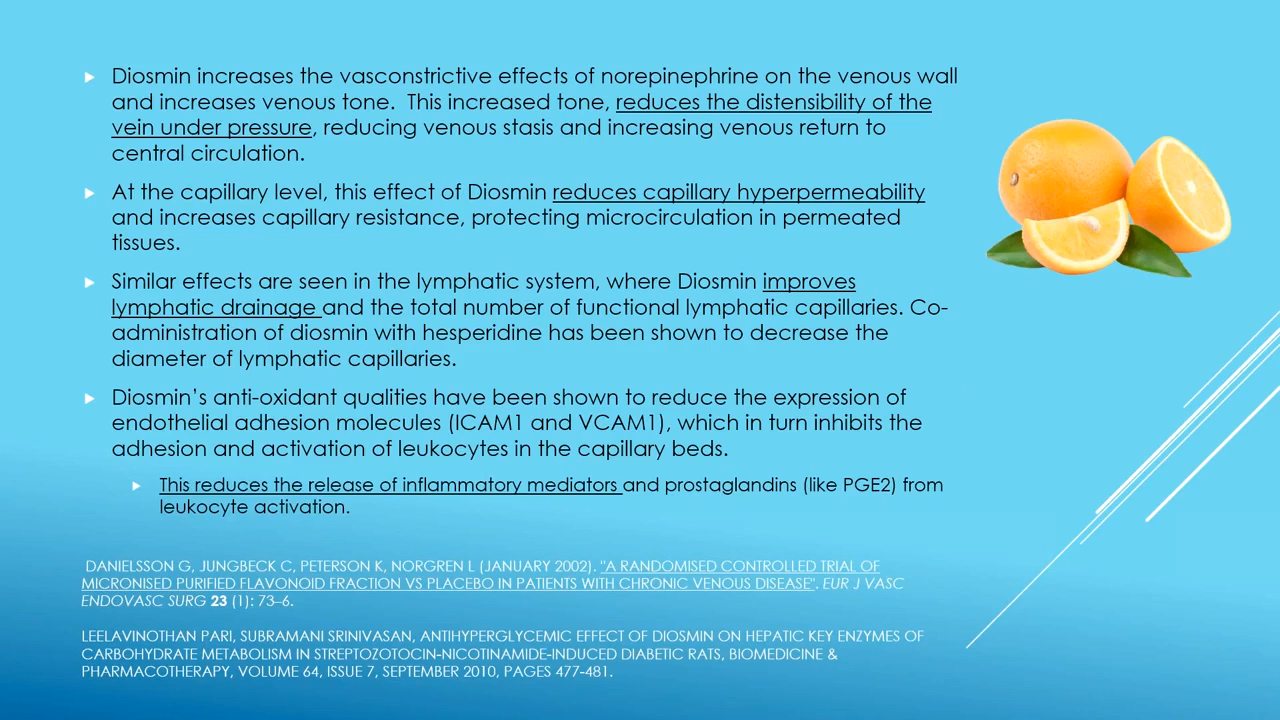 Diosmin increases the vasconstrictive effects of norepinephrine on the venous wall
and increases venous tone.  This increased tone, reduces the distensibility of the
vein under pressure, reducing venous stasis and increasing venous return to
central circulation.
At the capillary level, this effect of Diosmin reduces capillary hyperpermeability
and increases capillary resistance, protecting microcirculation in permeated
tissues.
Similar effects are seen in the lymphatic system, where Diosmin improves
lymphatic drainage and the total number of functional lymphatic capillaries. Co-
administration of diosmin with hesperidine has been shown to decrease the
diameter of lymphatic capillaries.
Diosmin’s anti-oxidant qualities have been shown to reduce the expression of
endothelial adhesion molecules (ICAM1 and VCAM1), which in turn inhibits the
adhesion and activation of leukocytes in the capillary beds.
This reduces the release of inflammatory mediators and prostaglandins (like PGE2) from
leukocyte activation.
DANIELSSON G, JUNGBECK C, PETERSON K, NORGREN L (JANUARY 2002). "A RANDOMISED CONTROLLED TRIAL OF
MICRONISED PURIFIED FLAVONOID FRACTION VS PLACEBO IN PATIENTS WITH CHRONIC VENOUS DISEASE". EUR J VASC
ENDOVASC SURG 23 (1): 73–6.
LEELAVINOTHAN PARI, SUBRAMANI SRINIVASAN, ANTIHYPERGLYCEMIC EFFECT OF DIOSMIN ON HEPATIC KEY ENZYMES OF
CARBOHYDRATE METABOLISM IN STREPTOZOTOCIN-NICOTINAMIDE-INDUCED DIABETIC RATS, BIOMEDICINE &
PHARMACOTHERAPY, VOLUME 64, ISSUE 7, SEPTEMBER 2010, PAGES 477-481.